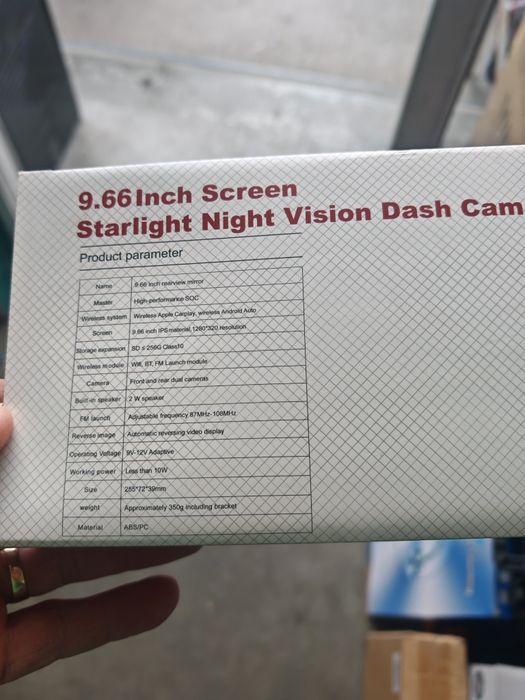 9.66 Inch Screen
Starlight Night Vision Dash Cam
Product parameter
Name 9.66 inch rearview mirror
Master High-performance SOC
Wireless system Wireless Apple Carplay, wireless Android Auto
Screen 9.66 inch IPS material, 1280*320 resolution
Storage expansion SD ≤ 256G Class10
Wireless module Wifi, BT, FM Launch module
Camera Front and rear dual cameras
Built-in speaker 2 W speaker
FM launch Adjustable frequency 87MHz-108MHz
Reverse image Automatic reversing video display
Operating Voltage 9V-12V Adaptive
Working power Less than 10W
Size 255*72*39mm
weight Approximately 350g including bracket
Material ABS/PC